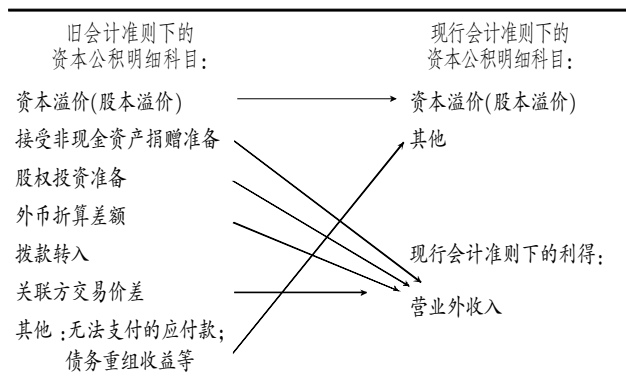 旧会计准则下的
资本公积明细科目:
资本溢价(股本溢价)
接受非现金资产捐赠准备
股权投资准备
外币折算差额
拨款转入
关联方交易价差
其他:无法支付的应付款;
债务重组收益等
现行会计准则下的
资本公积明细科目:
资本溢价(股本溢价)
其他
现行会计准则下的利得:
营业外收入